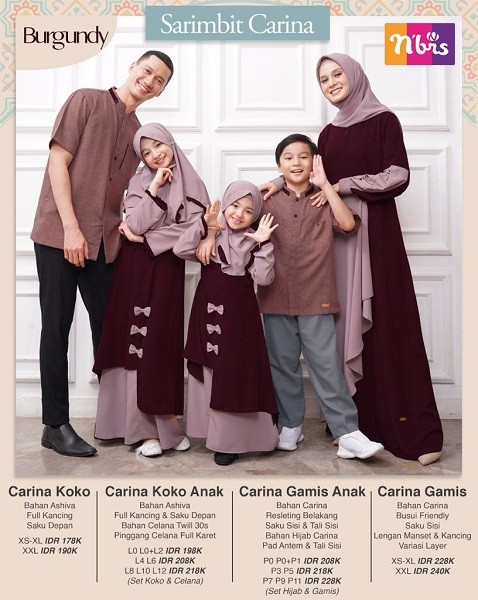 Burgundy
Sarimbit Carina
n'brs
Carina Koko
Bahan Ashiva
Full Kancing
Saku Depan
XS-XL IDR 178K
XXL IDR 190K
Carina Koko Anak
Bahan Ashiva
Full Kancing & Saku Depan
Bahan Celana Twill 30s
Pinggang Celana Full Karet
L0 L0+L2 IDR 198K
L4 L6 IDR 208K
L8 L10 L12 IDR 218K
(Set Koko & Celana)
Carina Gamis Anak
Bahan Carina
Resleting Belakang
Saku Sisi & Tali Sisi
Bahan Hijab Carina
Pad Antem & Tali Sisi
P0 P0+P1 IDR 208K
P3 P5 IDR 218K
P7 P9 P11 IDR 228K
(Set Hijab & Gamis)
Carina Gamis
Bahan Carina
Busui Friendly
Saku Sisi
Lengan Manset & Kancing
Variasi Layer
XS-XL IDR 228K
XXL IDR 240K